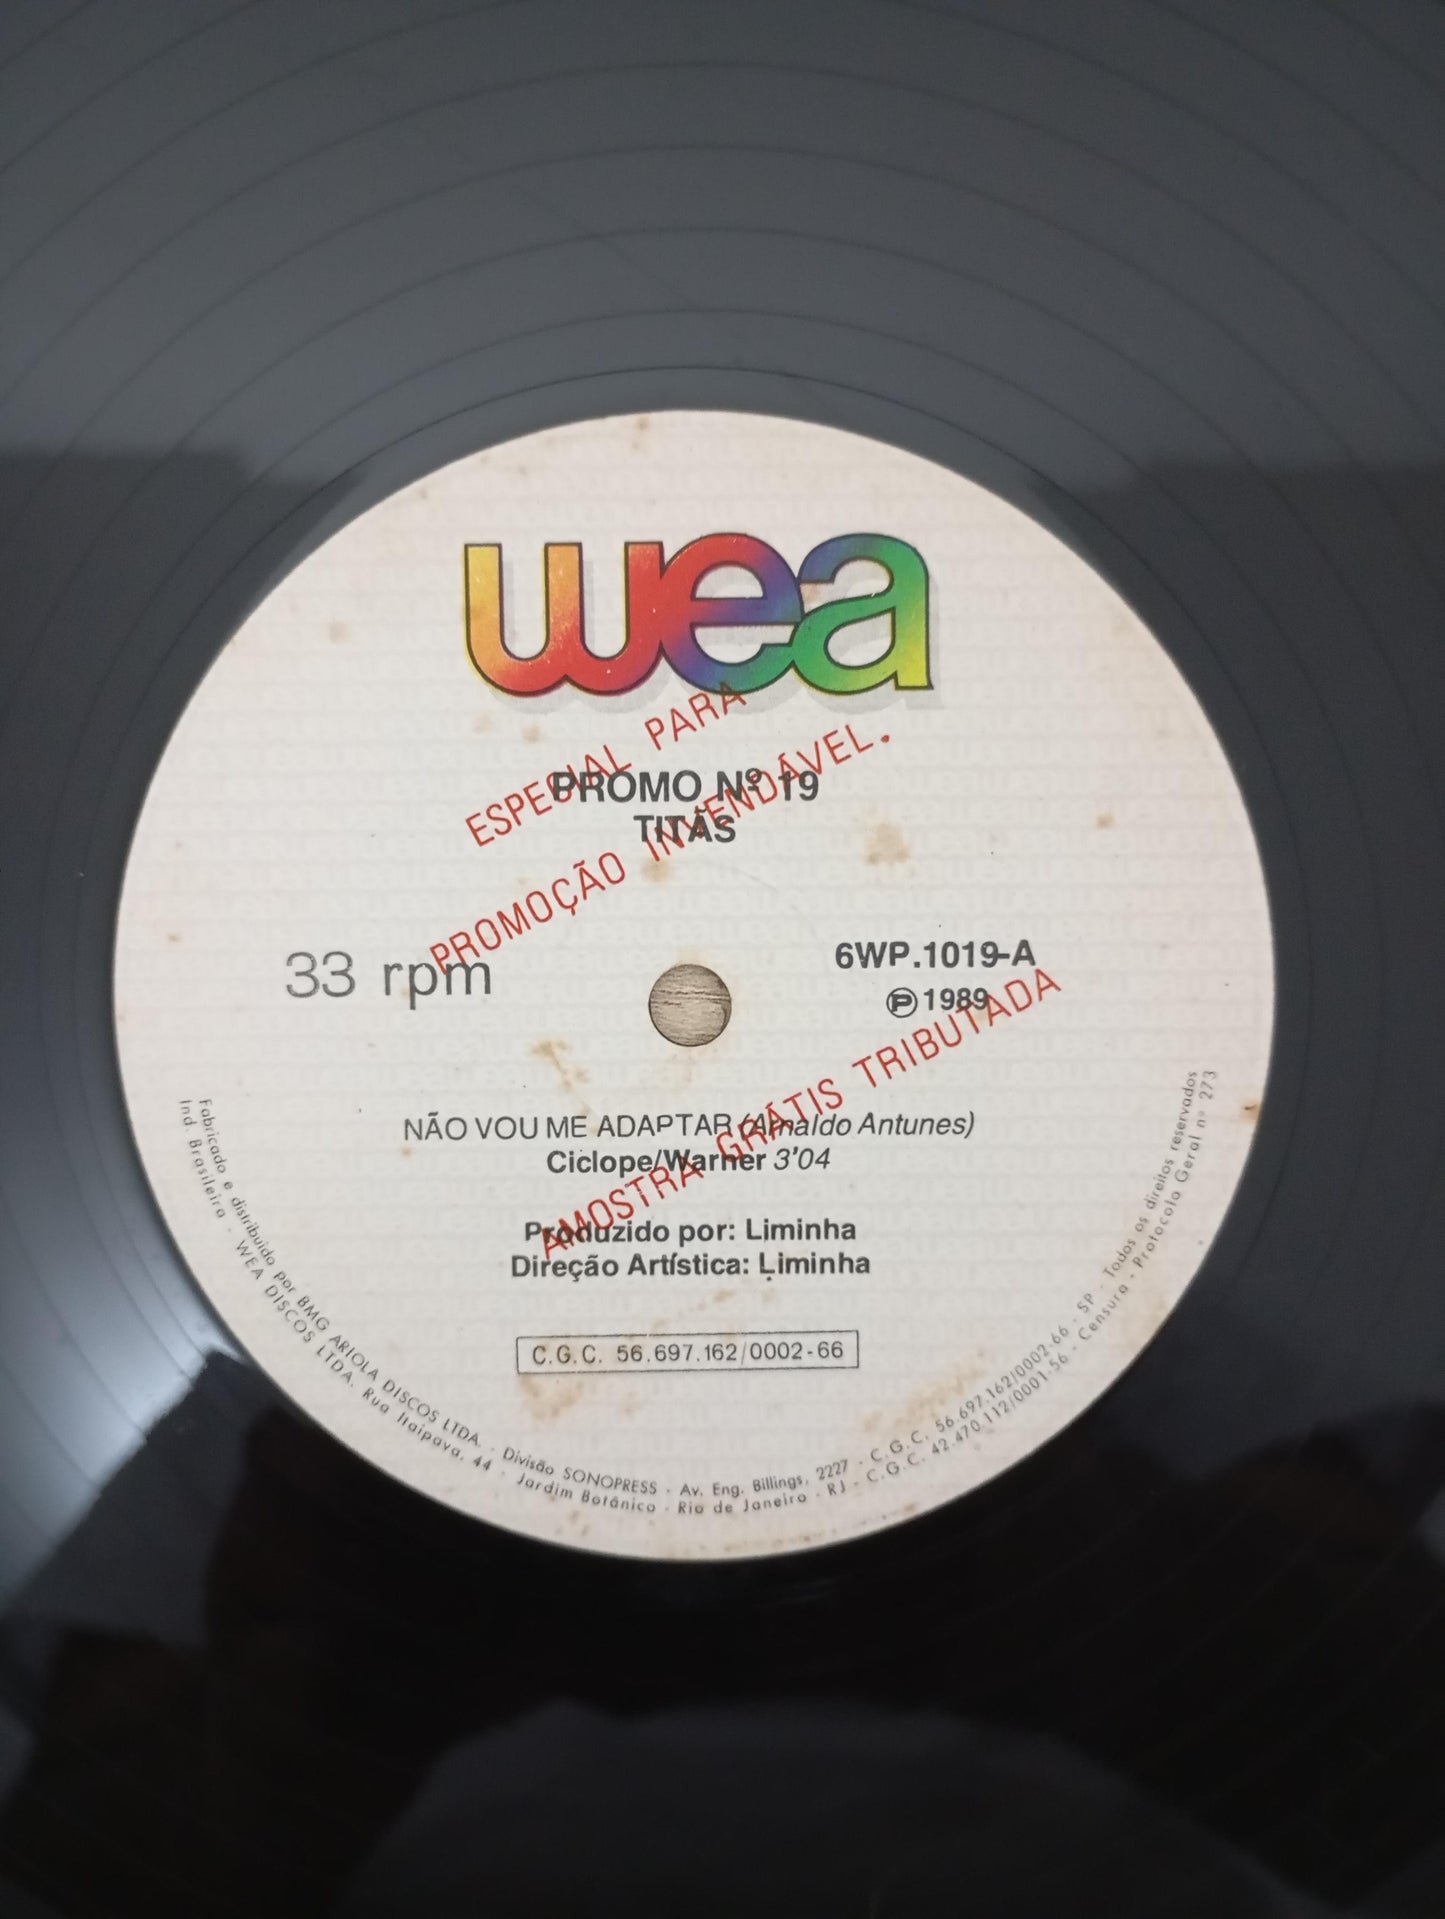 wea
ESPECIAL PARA
PROMOÇÃO INVENDÁVEL.
PROMO Nº 19
TITÃS
33 rpm
6WP.1019-A
Ⓟ 1989
AMOSTRA GRÁTIS TRIBUTADA
NÃO VOU ME ADAPTAR (Arnaldo Antunes)
Ciclope/Warner 3'04
Produzido por: Liminha
Direção Artística: Liminha
C.G.C. 56.697.162/0002-66
Fabricado e distribuído por BMG ARIOLA DISCOS LTDA. - Divisão SONOPRESS - Av. Eng. Billings, 2227 - C.G.C. 56.697.162/0002-66 - SP - Todos os direitos reservados
Ind. Brasileira - WEA DISCOS LTDA. Rua Itaipava, 44 - Jardim Botânico - Rio de Janeiro - RJ - C.G.C. 42.470.112/0001-56 - Censura - Protocolo Geral nº 273